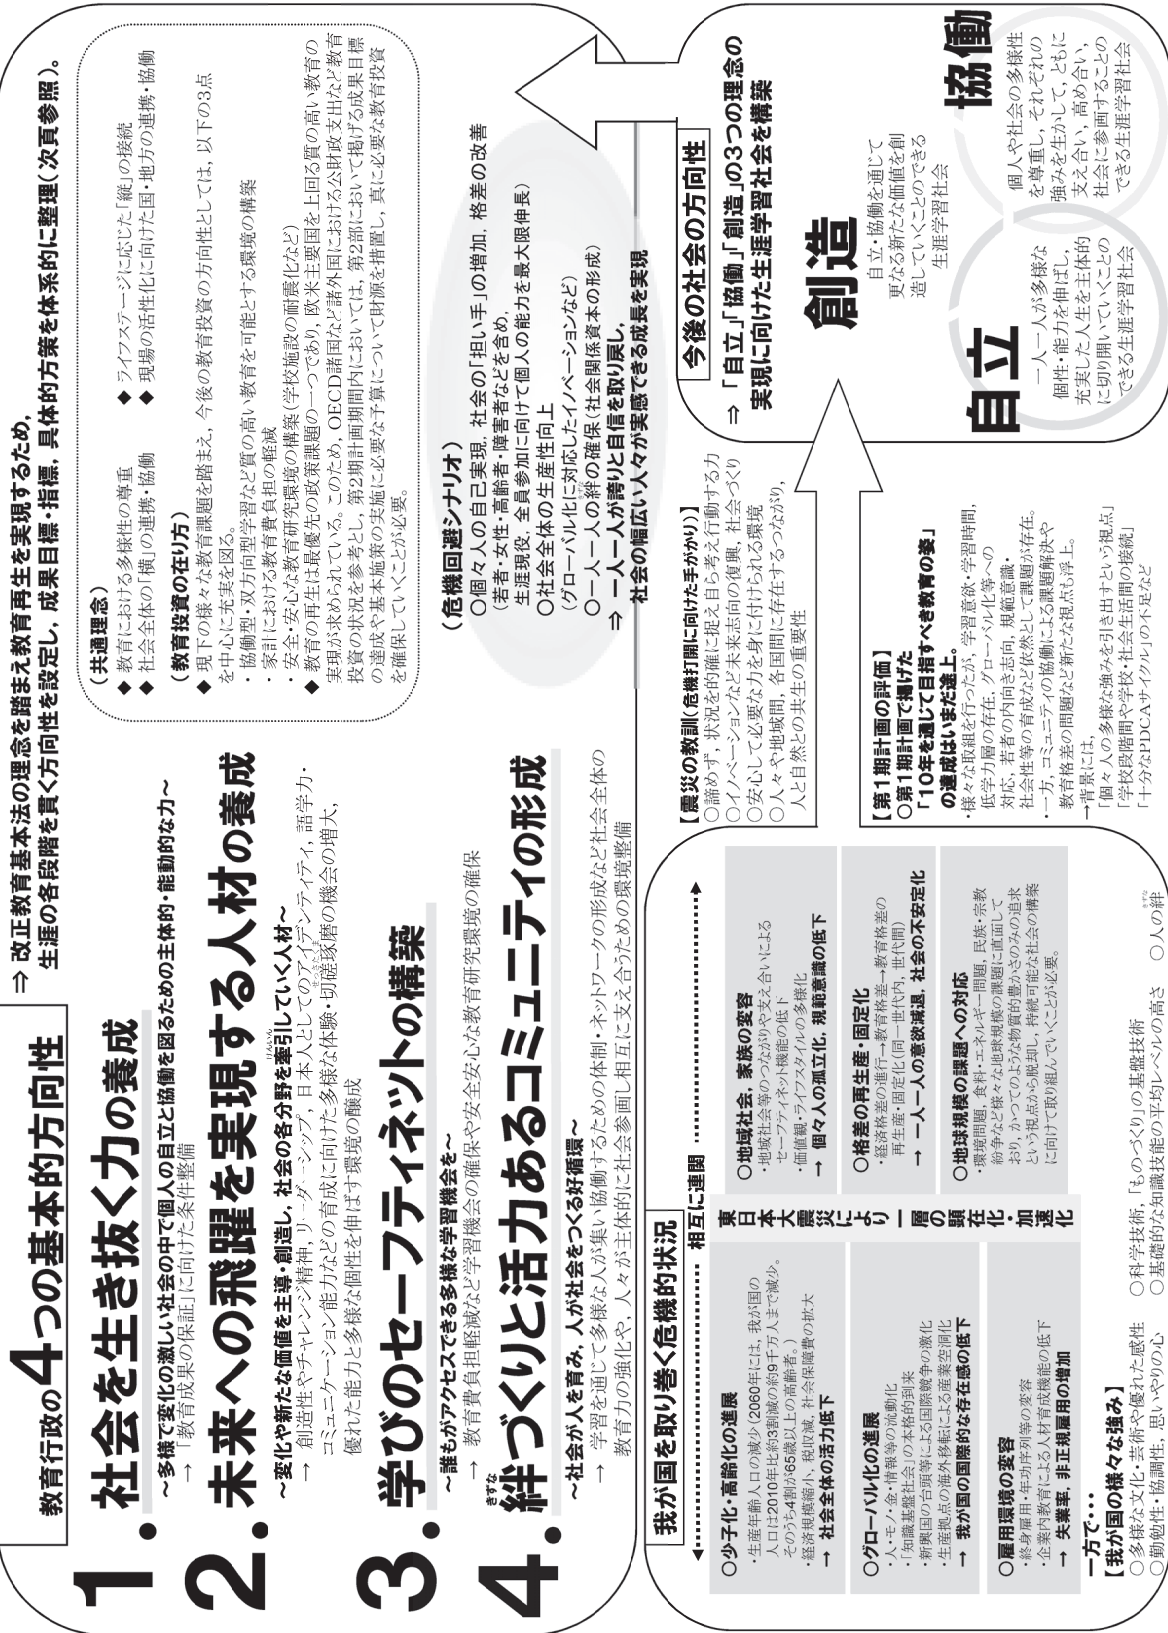 教育行政の4つの基本的方向性
⇒ 改正教育基本法の理念を踏まえ教育再生を実現するため，
生涯の各段階を貫く方向性を設定し，成果目標・指標，具体的方策を体系的に整理（次頁参照）。
1.社会を生き抜く力の養成
～多様で変化の激しい社会の中で個人の自立と協働を図るための主体的・能動的な力～
→ 「教育成果の保証」に向けた条件整備
2.未来への飛躍を実現する人材の養成
～変化や新たな価値を主導・創造し，社会の各分野を牽引していく人材～
けんいん
→ 創造性やチャレンジ精神，リーダーシップ，日本人としてのアイデンティティ，語学力・
コミュニケーション能力などの育成に向けた多様な体験・切磋琢磨の機会の増大，
せっさたくま
優れた能力と多様な個性を伸ばす環境の醸成
3.学びのセーフティネットの構築
～誰もがアクセスできる多様な学習機会を～
→ 教育費負担軽減など学習機会の確保や安全安心な教育研究環境の確保
きずな
4.絆づくりと活力あるコミュニティの形成
～社会が人を育み，人が社会をつくる好循環～
→ 学習を通じて多様な人が集い協働するための体制・ネットワークの形成など社会全体の
教育力の強化や，人々が主体的に社会参画し相互に支え合うための環境整備
（共通理念）
◆ 教育における多様性の尊重
◆ ライフステージに応じた「縦」の接続
◆ 社会全体の「横」の連携・協働
◆ 現場の活性化に向けた国・地方の連携・協働
（教育投資の在り方）
◆ 現下の様々な教育課題を踏まえ，今後の教育投資の方向性としては，以下の3点
を中心に充実を図る。
・協働型・双方向型学習など質の高い教育を可能とする環境の構築
・家計における教育費負担の軽減
・安全・安心な教育研究環境の構築（学校施設の耐震化など）
◆ 教育の再生は最優先の政策課題の一つであり，欧米主要国を上回る質の高い教育の
実現が求められている。このため，OECD諸国など諸外国における公財政支出など教育
投資の状況を参考とし，第2期計画期間内においては，第2部において掲げる成果目標
の達成や基本施策の実施に必要な予算について財源を措置し，真に必要な教育投資
を確保していくことが必要。
（危機回避シナリオ）
○個々人の自己実現，社会の「担い手」の増加，格差の改善
（若者・女性・高齢者・障害者などを含め，
生涯現役，全員参加に向けて個人の能力を最大限伸長）
○社会全体の生産性向上
（グローバル化に対応したイノベーションなど）
○一人一人の絆の確保（社会関係資本の形成）
きずな
⇒ 一人一人が誇りと自信を取り戻し，
社会の幅広い人々が実感できる成長を実現
我が国を取り巻く危機的状況
相互に連関
○少子化・高齢化の進展
・生産年齢人口の減少（2060年には，我が国の
人口は2010年比約3割減の約9千万人まで減少。
そのうち4割が65歳以上の高齢者。）
・経済規模縮小，税収減，社会保障費の拡大
→ 社会全体の活力低下
○グローバル化の進展
・人・モノ・金・情報等の流動化
・「知識基盤社会」の本格的到来
・新興国の台頭等による国際競争の激化
・生産拠点の海外移転による産業空洞化
→ 我が国の国際的な存在感の低下
○雇用環境の変容
・終身雇用・年功序列等の変容
・企業内教育による人材育成機能の低下
→ 失業率，非正規雇用の増加
東日本大震災により一層の顕在化・加速化
○地域社会，家族の変容
・地域社会等のつながりや支え合いによる
セーフティネット機能の低下
・価値観・ライフスタイルの多様化
→ 個々人の孤立化，規範意識の低下
○格差の再生産・固定化
・経済格差の進行→教育格差→教育格差の
再生産・固定化（同一世代内，世代間）
→ 一人一人の意欲減退，社会の不安定化
○地球規模の課題への対応
・環境問題，食料・エネルギー問題，民族・宗教
紛争など様々な地球規模の課題に直面して
おり，かつてのような物質的豊かさのみの追求
という視点から脱却し，持続可能な社会の構築
に向けて取り組んでいくことが必要。
一方で・・・
【我が国の様々な強み】
○多様な文化・芸術や優れた感性
○科学技術，「ものづくり」の基盤技術
○勤勉性・協調性，思いやりの心
○基礎的な知識技能の平均レベルの高さ
○人の絆
きずな
【震災の教訓（危機打開に向けた手がかり）】
○諦めず，状況を的確に捉え自ら考え行動する力
○イノベーションなど未来志向の復興，社会づくり
○安心して必要な力を身に付けられる環境
○人々や地域間，各国間に存在するつながり，
人と自然との共生の重要性
【第１期計画の評価】
○第１期計画で掲げた
「１０年を通じて目指すべき教育の姿」
の達成はいまだ途上。
・様々な取組を行ったが，学習意欲・学習時間，
低学力層の存在，グローバル化等への
対応，若者の内向き志向，規範意識・
社会性等の育成など依然として課題が存在。
・一方，コミュニティの協働による課題解決や
教育格差の問題など新たな視点も浮上。
→背景には，
「個々人の多様な強みを引き出すという視点」
「学校段階間や学校・社会生活間の接続」
「十分なPDCAサイクル」の不足など
今後の社会の方向性
⇒ 「自立」「協働」「創造」の３つの理念の
実現に向けた生涯学習社会を構築
創造
自立・協働を通じて
更なる新たな価値を創
造していくことのできる
生涯学習社会
自立
一人一人が多様な
個性・能力を伸ばし，
充実した人生を主体的
に切り開いていくことの
できる生涯学習社会
協働
個人や社会の多様性
を尊重し，それぞれの
強みを生かして，ともに
支え合い，高め合い，
社会に参画することの
できる生涯学習社会